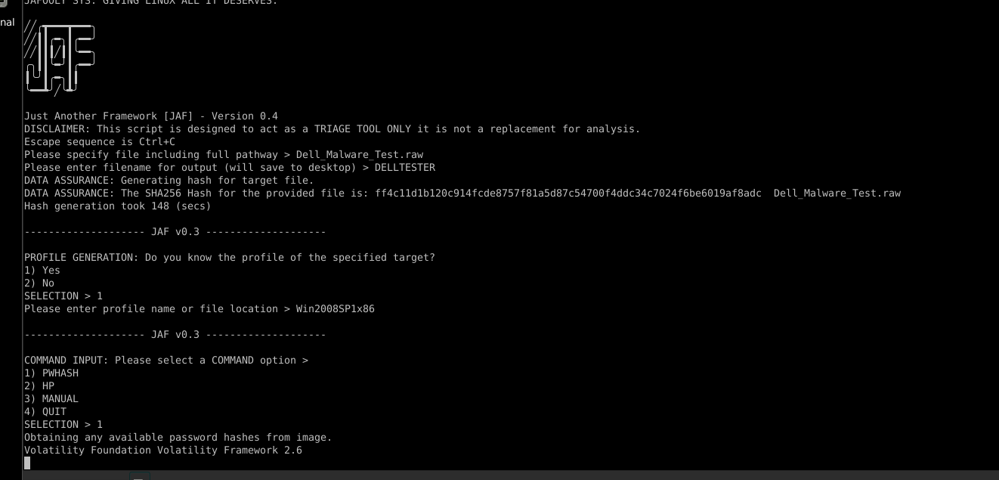 JAFOOLY SYS. GIVING LINUX ALL IT DESERVES.
nal
Just Another Framework [JAF] - Version 0.4
DISCLAIMER: This script is designed to act as a TRIAGE TOOL ONLY it is not a replacement for analysis.
Escape sequence is Ctrl+C
Please specify file including full pathway > Dell_Malware_Test.raw
Please enter filename for output (will save to desktop) > DELLTESTER
DATA ASSURANCE: Generating hash for target file.
DATA ASSURANCE: The SHA256 Hash for the provided file is: ff4c11d1b120c914fcde8757f81a5d87c54700f4ddc34c7024f6be6019af8adc  Dell_Malware_Test.raw
Hash generation took 148 (secs)
-------------------- JAF v0.3 --------------------
PROFILE GENERATION: Do you know the profile of the specified target?
1) Yes
2) No
SELECTION > 1
Please enter profile name or file location > Win2008SP1x86
-------------------- JAF v0.3 --------------------
COMMAND INPUT: Please select a COMMAND option >
1) PWHASH
2) HP
3) MANUAL
4) QUIT
SELECTION > 1
Obtaining any available password hashes from image.
Volatility Foundation Volatility Framework 2.6